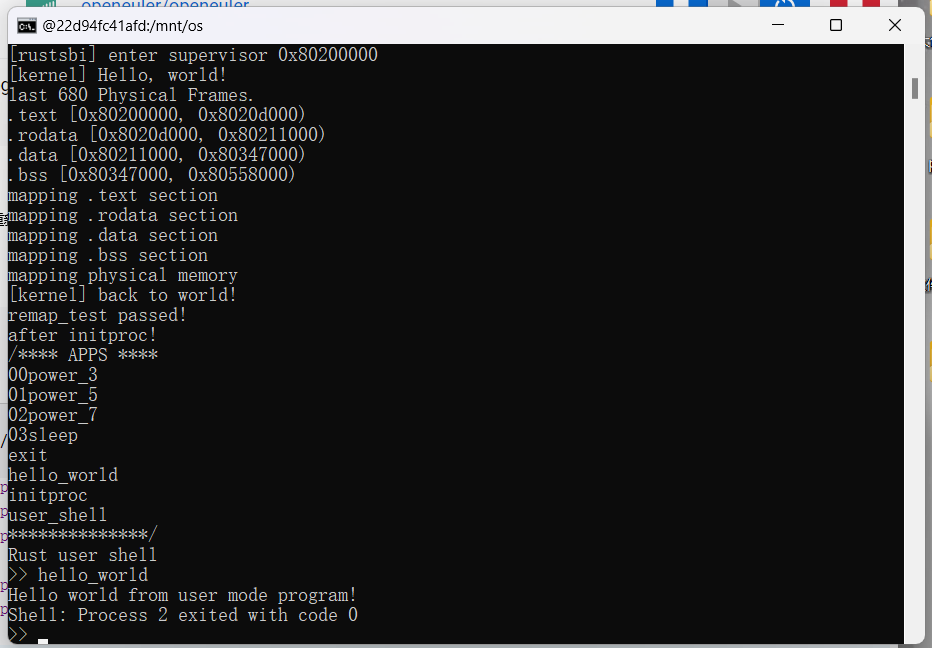 openeuler/openeuler
@22d94fc41afd:/mnt/os
[rustsbi] enter supervisor 0x80200000
[kernel] Hello, world!
last 680 Physical Frames.
.text [0x80200000, 0x8020d000)
.rodata [0x8020d000, 0x80211000)
.data [0x80211000, 0x80347000)
.bss [0x80347000, 0x80558000)
mapping .text section
mapping .rodata section
mapping .data section
mapping .bss section
mapping physical memory
[kernel] back to world!
remap_test passed!
after initproc!
/**** APPS ****
00power_3
01power_5
02power_7
03sleep
exit
hello_world
initproc
user_shell
**************/
Rust user shell
>> hello_world
Hello world from user mode program!
Shell: Process 2 exited with code 0
>>